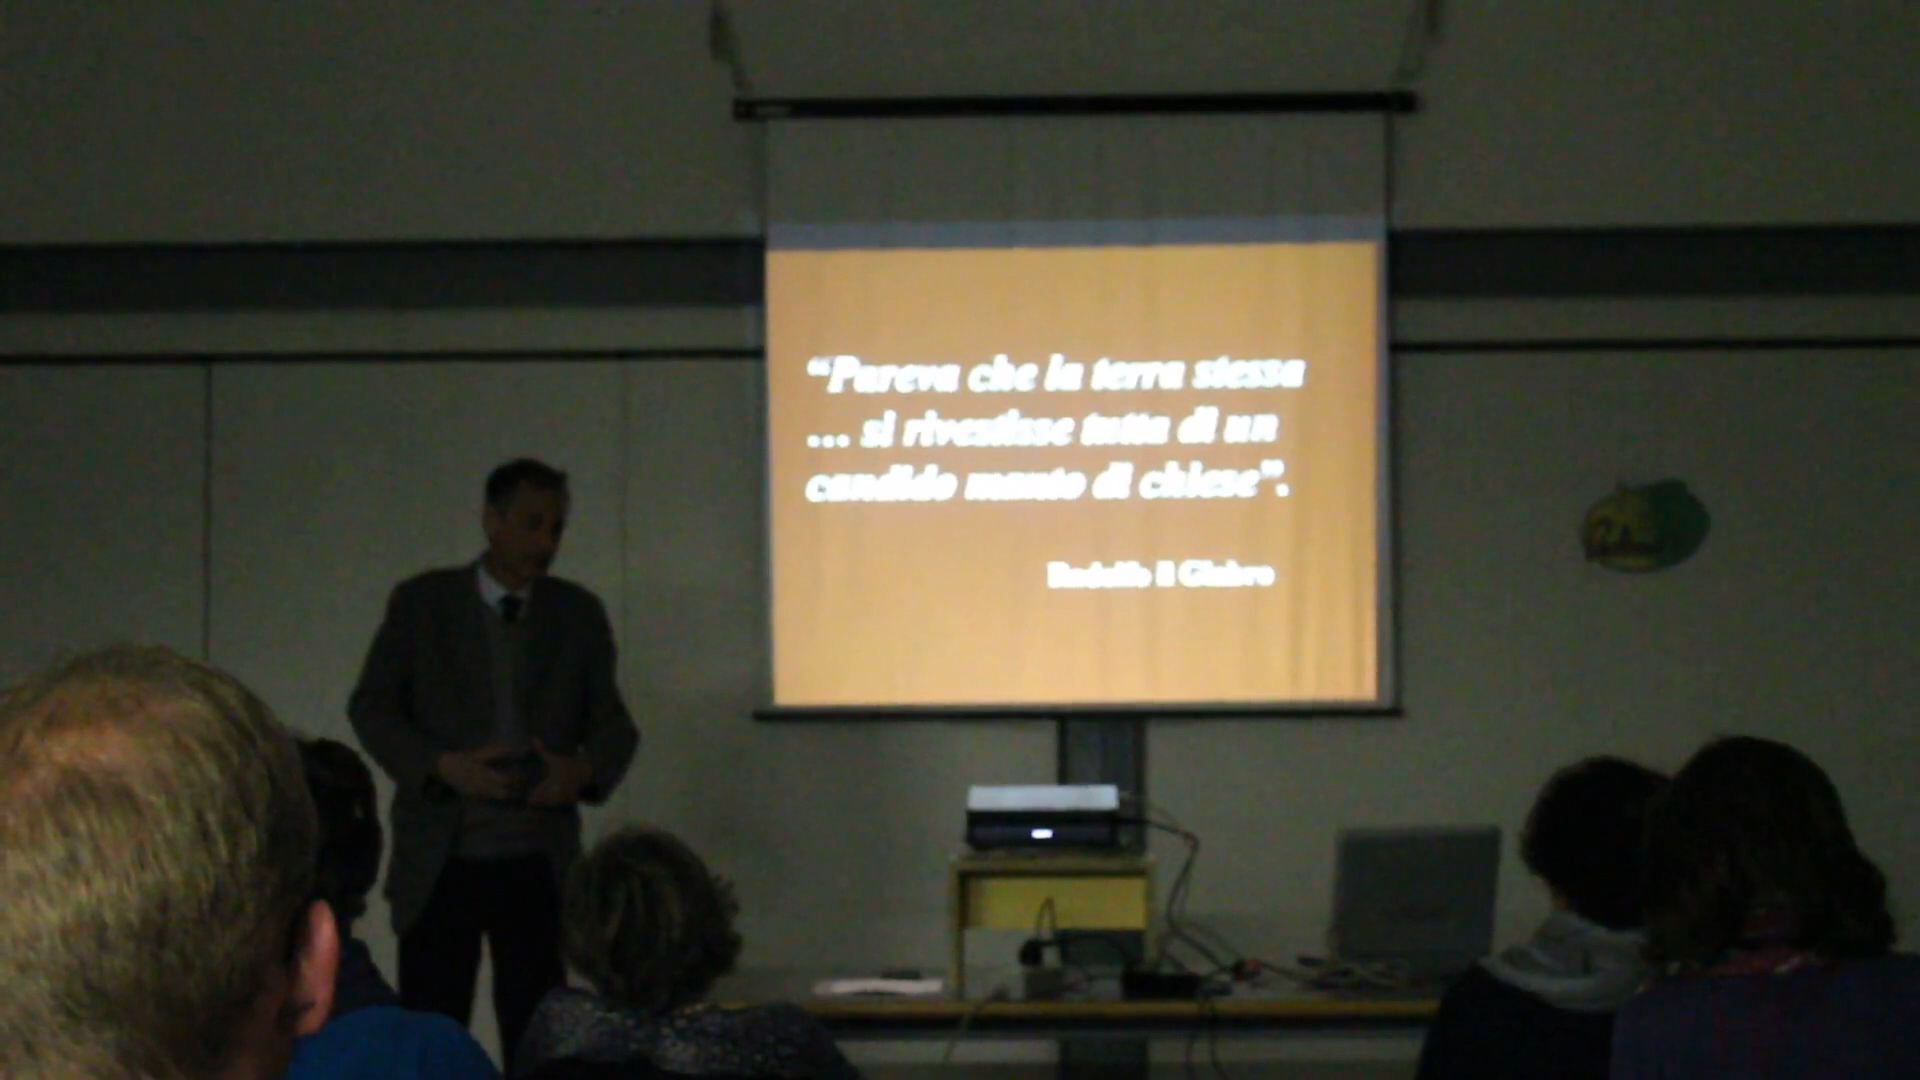 “Pareva che la terra stessa
... si rivestisse tutta di un
candido manto di chiese”.
Rodolfo il Glabro